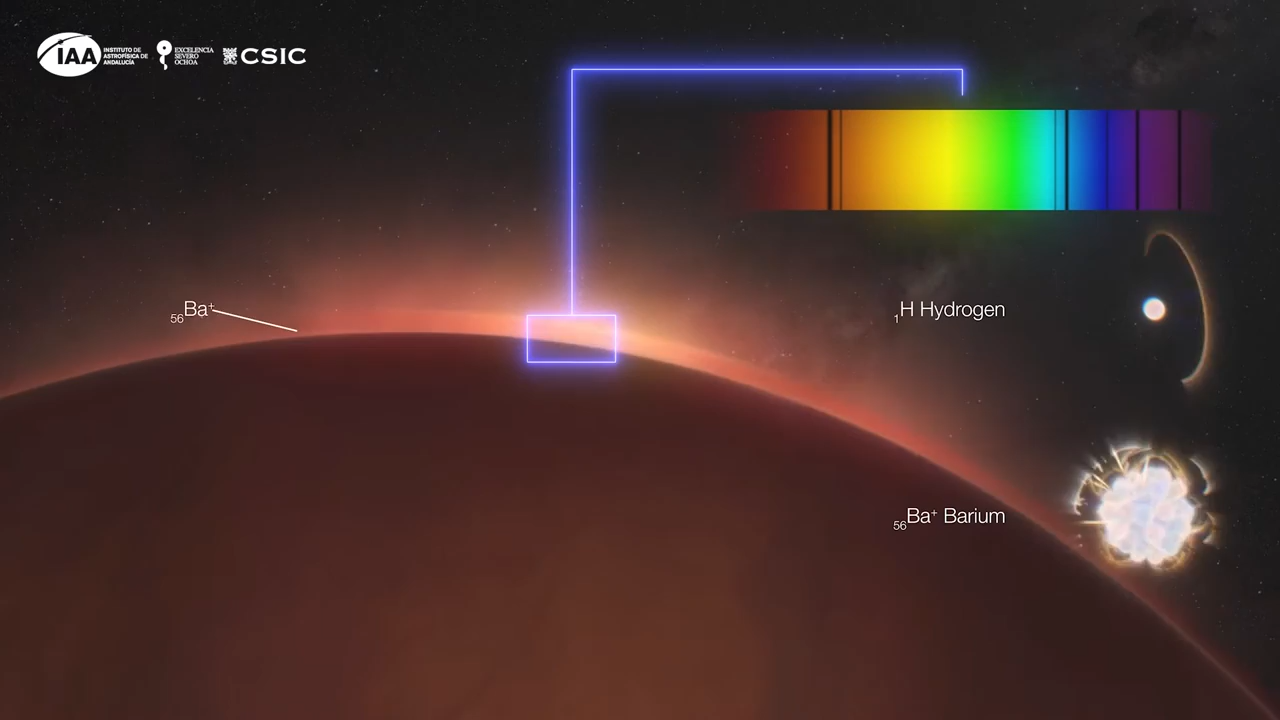 IAA
INSTITUTO DE
ASTROFÍSICA DE
ANDALUCÍA
EXCELENCIA
SEVERO
OCHOA
CSIC
₅₆Ba⁺
₁H Hydrogen
₅₆Ba⁺ Barium